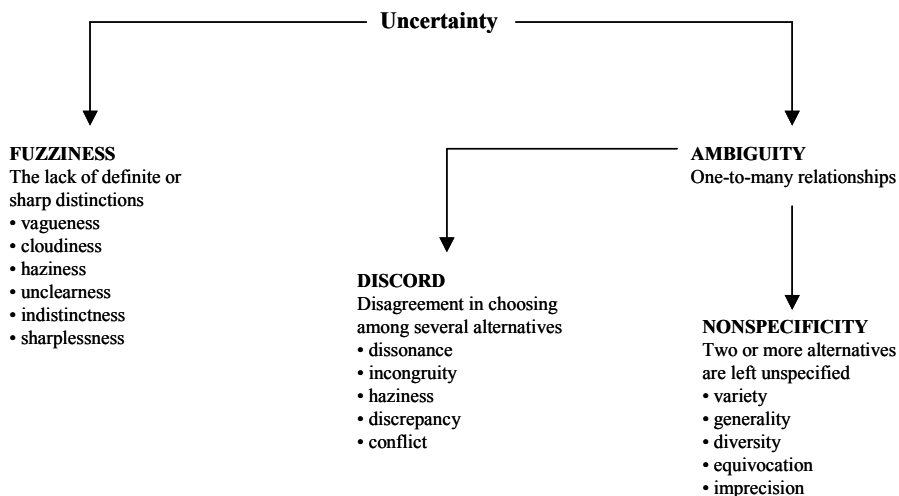 Uncertainty
FUZZINESS
The lack of definite or
sharp distinctions
• vagueness
• cloudiness
• haziness
• unclearness
• indistinctness
• sharplessness
AMBIGUITY
One-to-many relationships
DISCORD
Disagreement in choosing
among several alternatives
• dissonance
• incongruity
• haziness
• discrepancy
• conflict
NONSPECIFICITY
Two or more alternatives
are left unspecified
• variety
• generality
• diversity
• equivocation
• imprecision